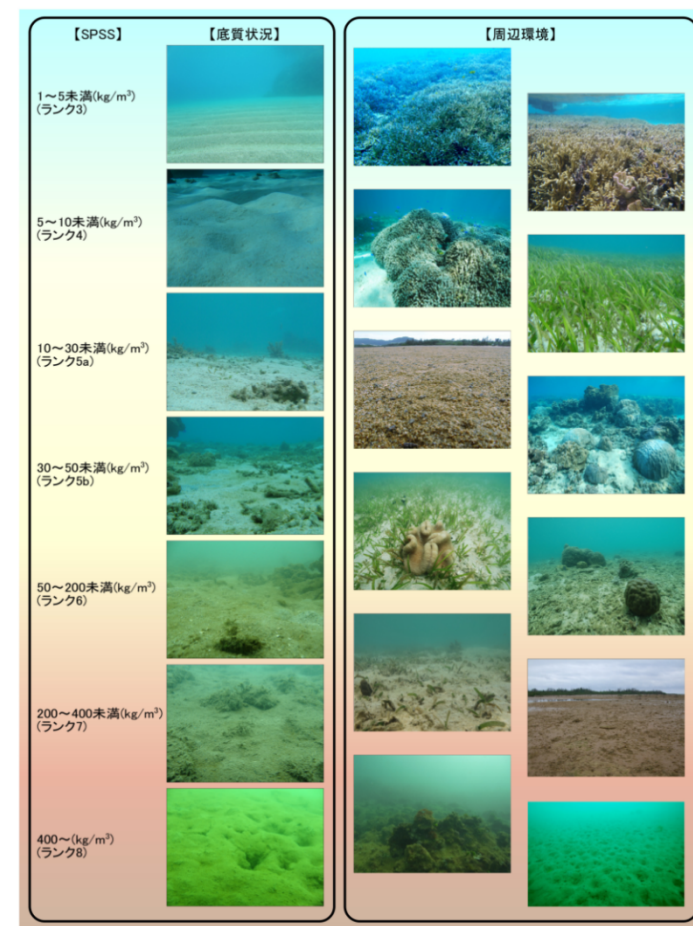 【SPSS】
【底質状況】
【周辺環境】
1～5未満(kg/m³)
(ランク3)
5～10未満(kg/m³)
(ランク4)
10～30未満(kg/m³)
(ランク5a)
30～50未満(kg/m³)
(ランク5b)
50～200未満(kg/m³)
(ランク6)
200～400未満(kg/m³)
(ランク7)
400～(kg/m³)
(ランク8)